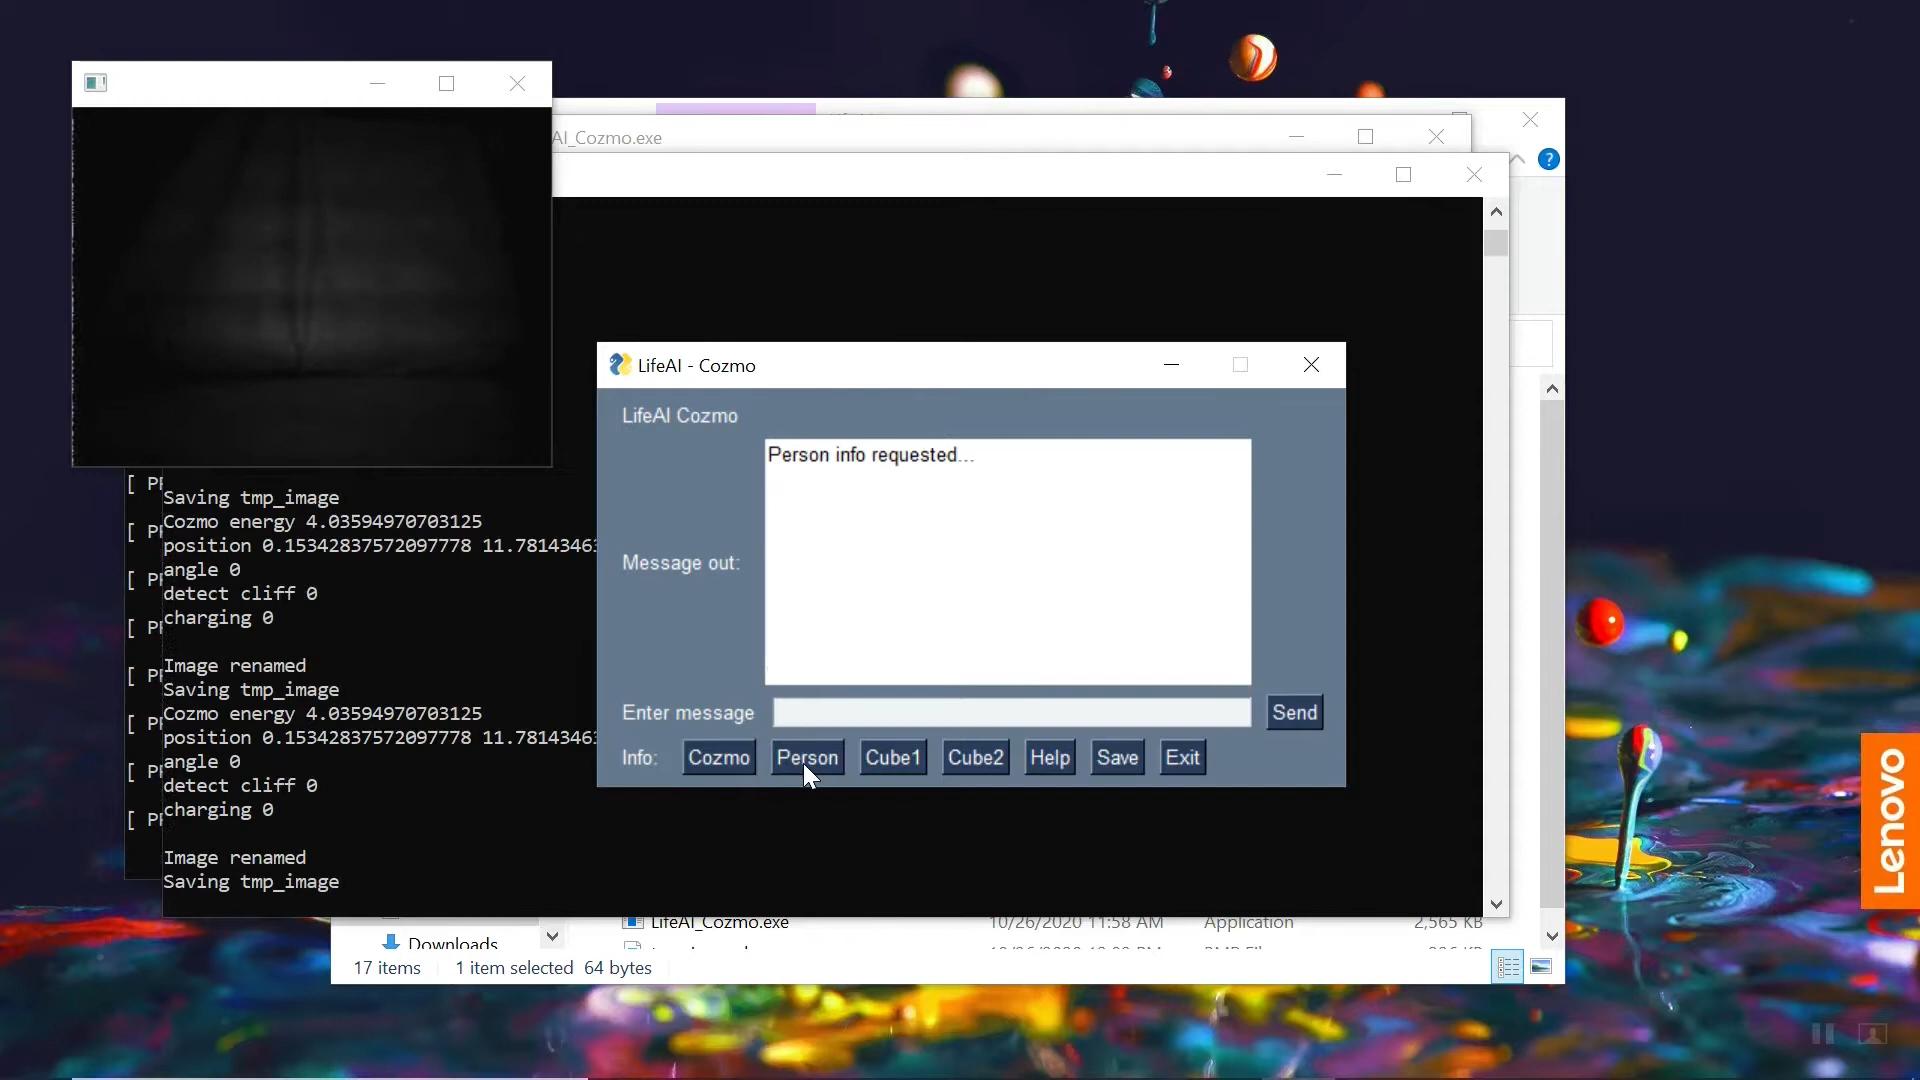 AI_Cozmo.exe
[ P
Saving tmp_image
Cozmo energy 4.03594970703125
[ P
position 0.15342837572097778 11.7814346
[ P
angle 0
detect cliff 0
charging 0
[ P
Image renamed
[ P
Saving tmp_image
Cozmo energy 4.03594970703125
[ P
position 0.15342837572097778 11.7814346
[ P
angle 0
detect cliff 0
charging 0
[ P
Image renamed
Saving tmp_image
LifeAI - Cozmo
LifeAI Cozmo
Person info requested...
Message out:
Enter message
Send
Info: Cozmo Person Cube1 Cube2 Help Save Exit
LifeAI_Cozmo.exe 10/26/2020 11:58 AM Application 2,565 KB
Downloads
17 items 1 item selected 64 bytes
Lenovo